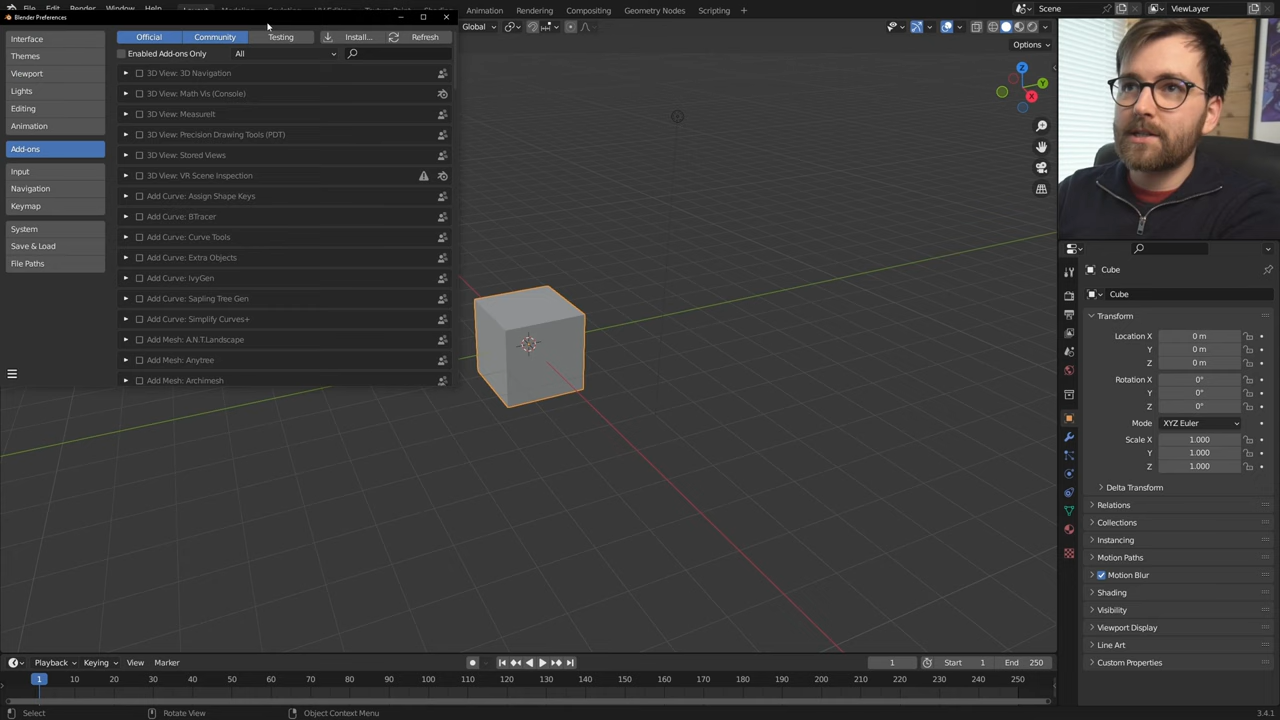 File Edit Render Window Help Layout Modeling Sculpting UV Editing Texture Paint Shading Animation Rendering Compositing Geometry Nodes Scripting + Scene ViewLayer
Blender Preferences
Global
Options
Official Community Testing Install... Refresh
Enabled Add-ons Only All
Interface
Themes
Viewport
Lights
Editing
Animation
Add-ons
Input
Navigation
Keymap
System
Save & Load
File Paths
3D View: 3D Navigation
3D View: Math Vis (Console)
3D View: MeasureIt
3D View: Precision Drawing Tools (PDT)
3D View: Stored Views
3D View: VR Scene Inspection
Add Curve: Assign Shape Keys
Add Curve: BTracer
Add Curve: Curve Tools
Add Curve: Extra Objects
Add Curve: IvyGen
Add Curve: Sapling Tree Gen
Add Curve: Simplify Curves+
Add Mesh: A.N.T.Landscape
Add Mesh: Anytree
Add Mesh: Archimesh
Z
Y
X
Cube
Cube
Transform
Location X 0 m
Y 0 m
Z 0 m
Rotation X 0°
Y 0°
Z 0°
Mode XYZ Euler
Scale X 1.000
Y 1.000
Z 1.000
Delta Transform
Relations
Collections
Instancing
Motion Paths
Motion Blur
Shading
Visibility
Viewport Display
Line Art
Custom Properties
Playback Keying View Marker 1 Start 1 End 250
1 10 20 30 40 50 60 70 80 90 100 110 120 130 140 150 160 170 180 190 200 210 220 230 240 250
Select Rotate View Object Context Menu 3.4.1